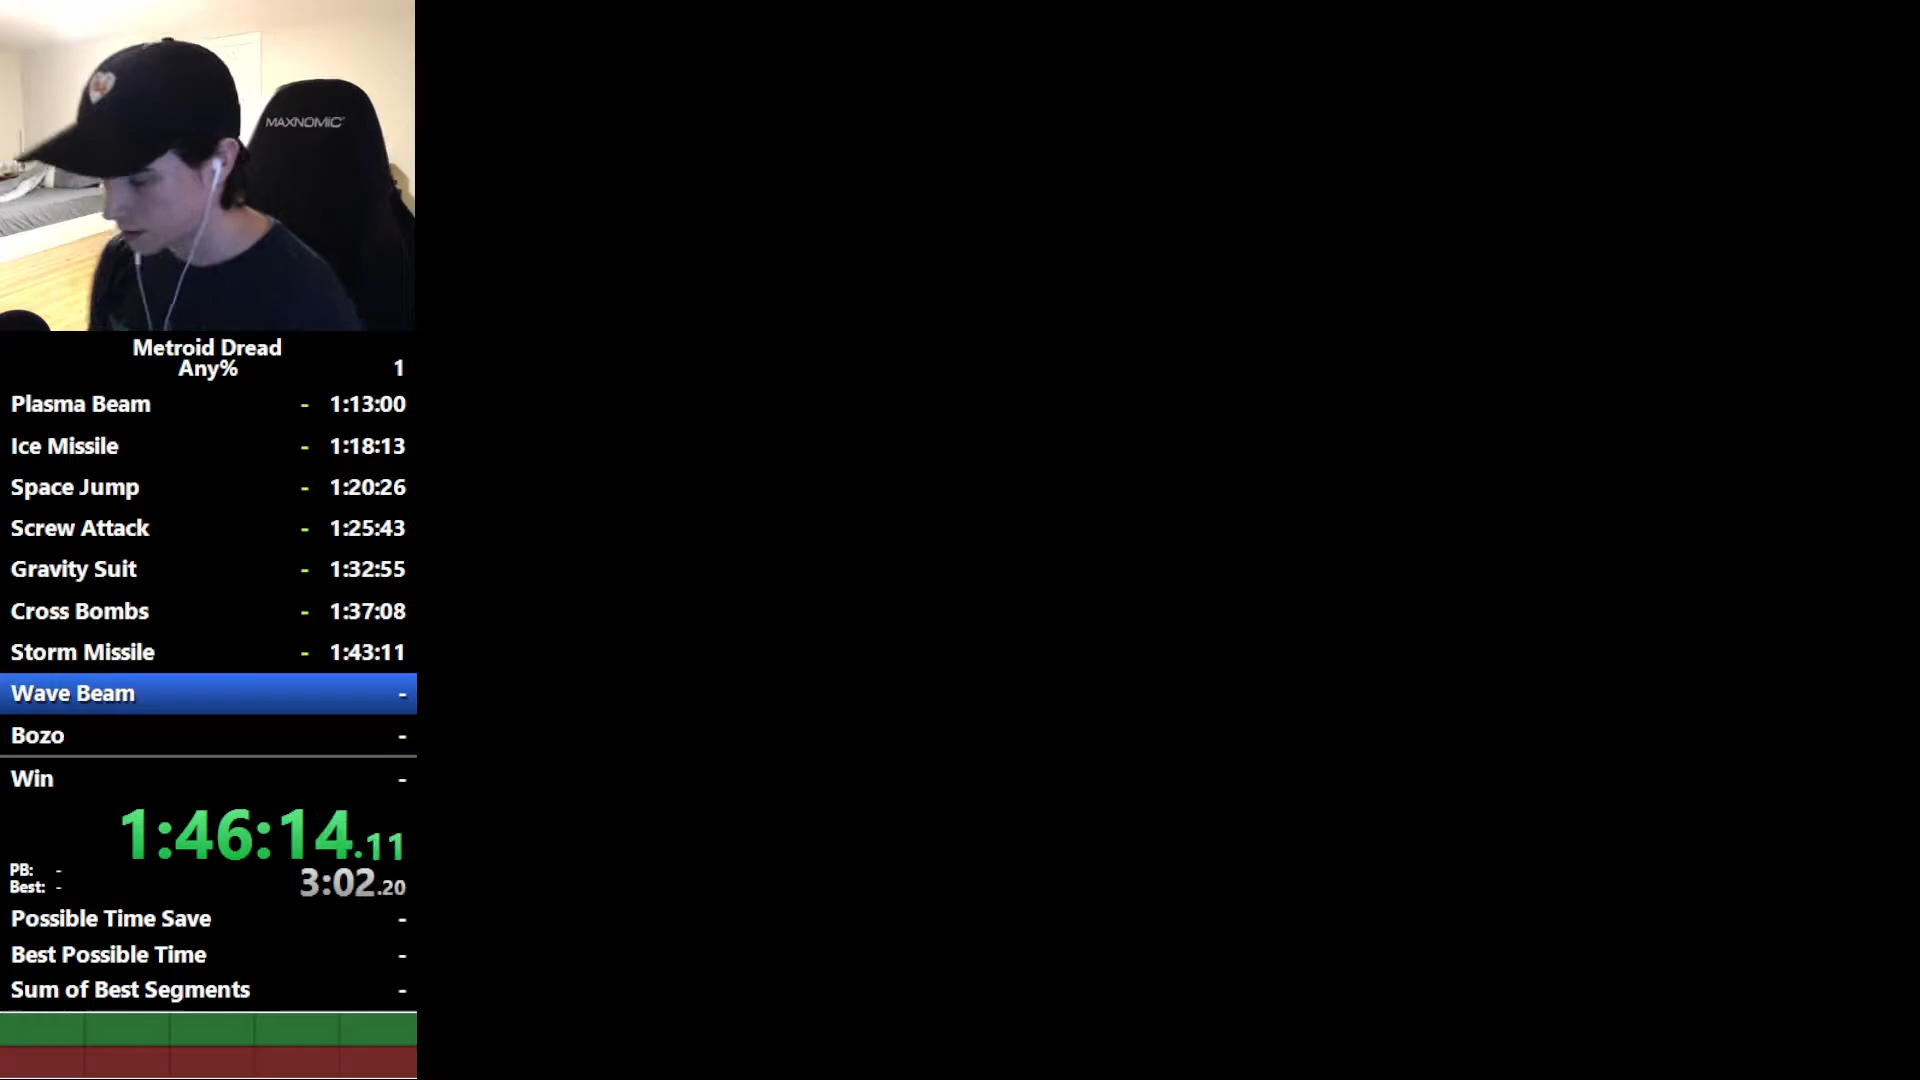 MAXNOMIC
Metroid Dread
Any%
1
Plasma Beam - 1:13:00
Ice Missile - 1:18:13
Space Jump - 1:20:26
Screw Attack - 1:25:43
Gravity Suit - 1:32:55
Cross Bombs - 1:37:08
Storm Missile - 1:43:11
Wave Beam -
Bozo -
Win -
1:46:14.11
PB: -
Best: -
3:02.20
Possible Time Save -
Best Possible Time -
Sum of Best Segments -